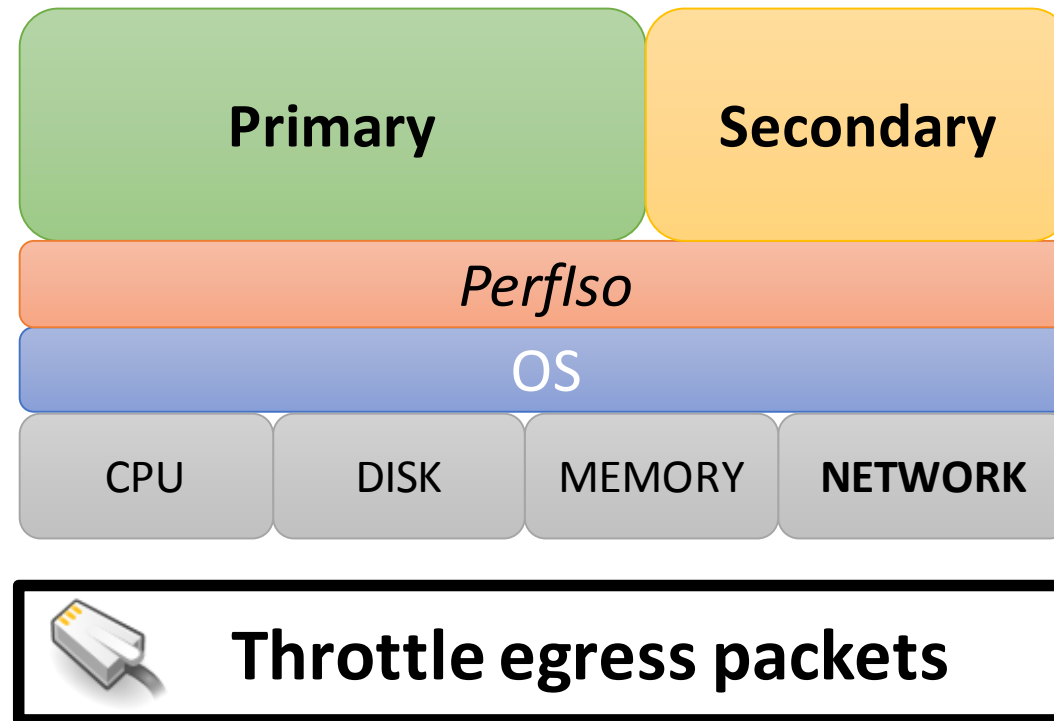 Primary Secondary
PerfIso
OS
CPU DISK MEMORY NETWORK
Throttle egress packets